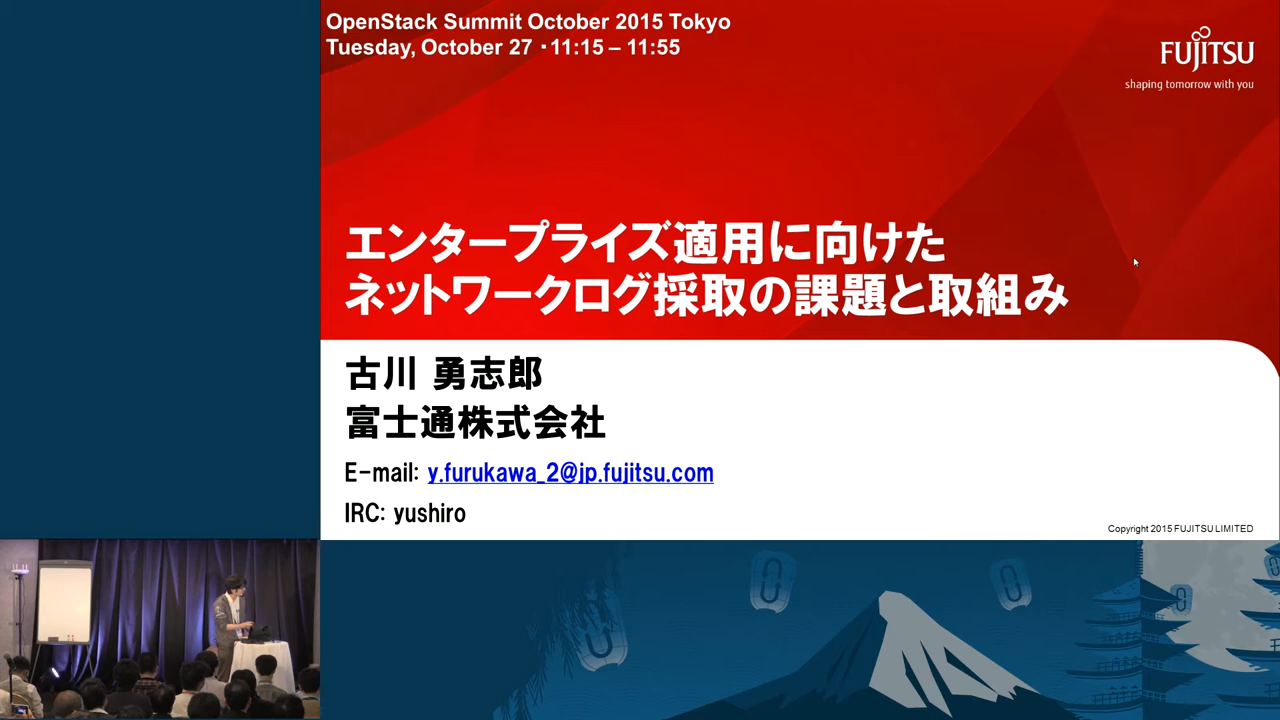 OpenStack Summit October 2015 Tokyo
Tuesday, October 27 ・11:15 – 11:55
FUJITSU
shaping tomorrow with you
エンタープライズ適用に向けた
ネットワークログ採取の課題と取組み
古川 勇志郎
富士通株式会社
E-mail: y.furukawa_2@jp.fujitsu.com
IRC: yushiro
Copyright 2015 FUJITSU LIMITED